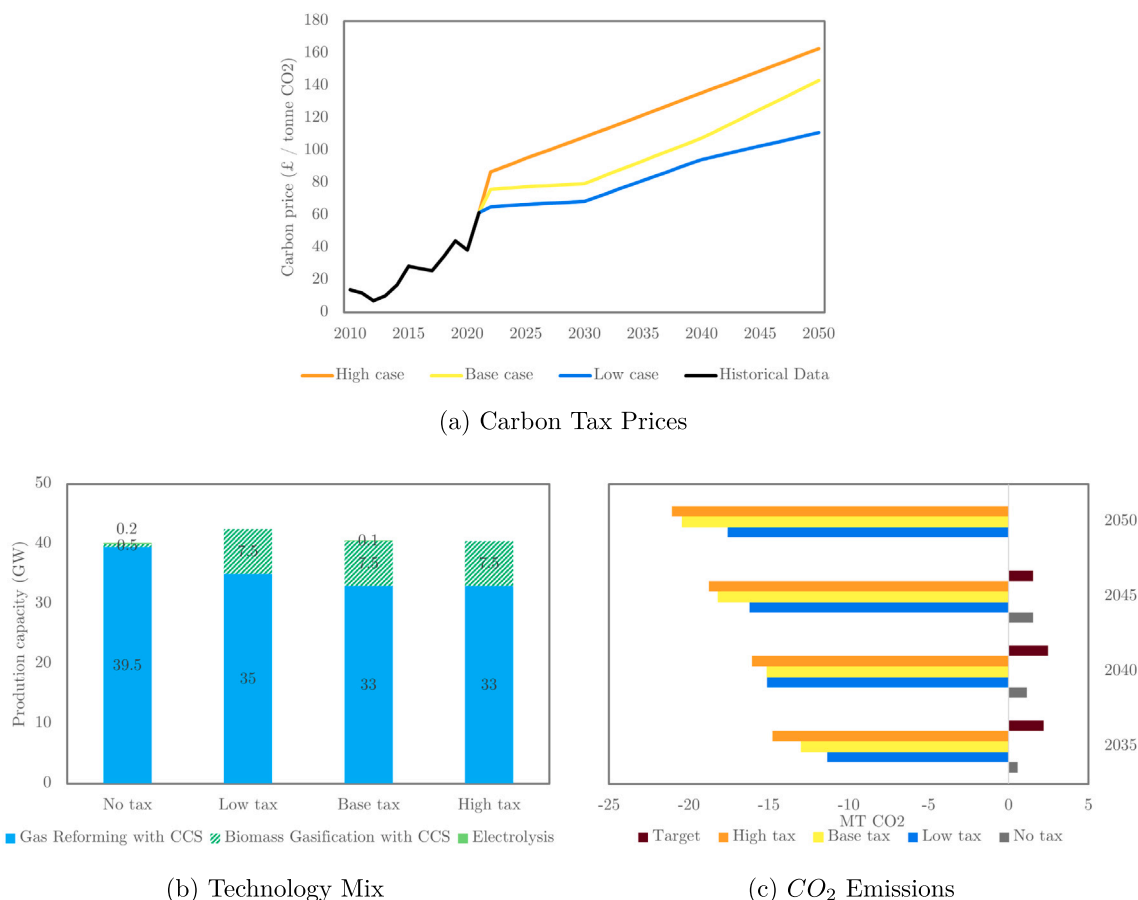 180
160
140
120
100
80
60
40
20
0
Carbon price (£ / tonne CO2)
2010 2015 2020 2025 2030 2035 2040 2045 2050
High case Base case Low case Historical Data
(a) Carbon Tax Prices
50
40
30
20
10
0
Prodution capacity (GW)
0.2
0.5
39.5
7.5
35
0.1
7.5
33
7.5
33
No tax Low tax Base tax High tax
Gas Reforming with CCS Biomass Gasification with CCS Electrolysis
(b) Technology Mix
2050
2045
2040
2035
-25 -20 -15 -10 -5 0 5
MT CO2
Target High tax Base tax Low tax No tax
(c) CO₂ Emissions